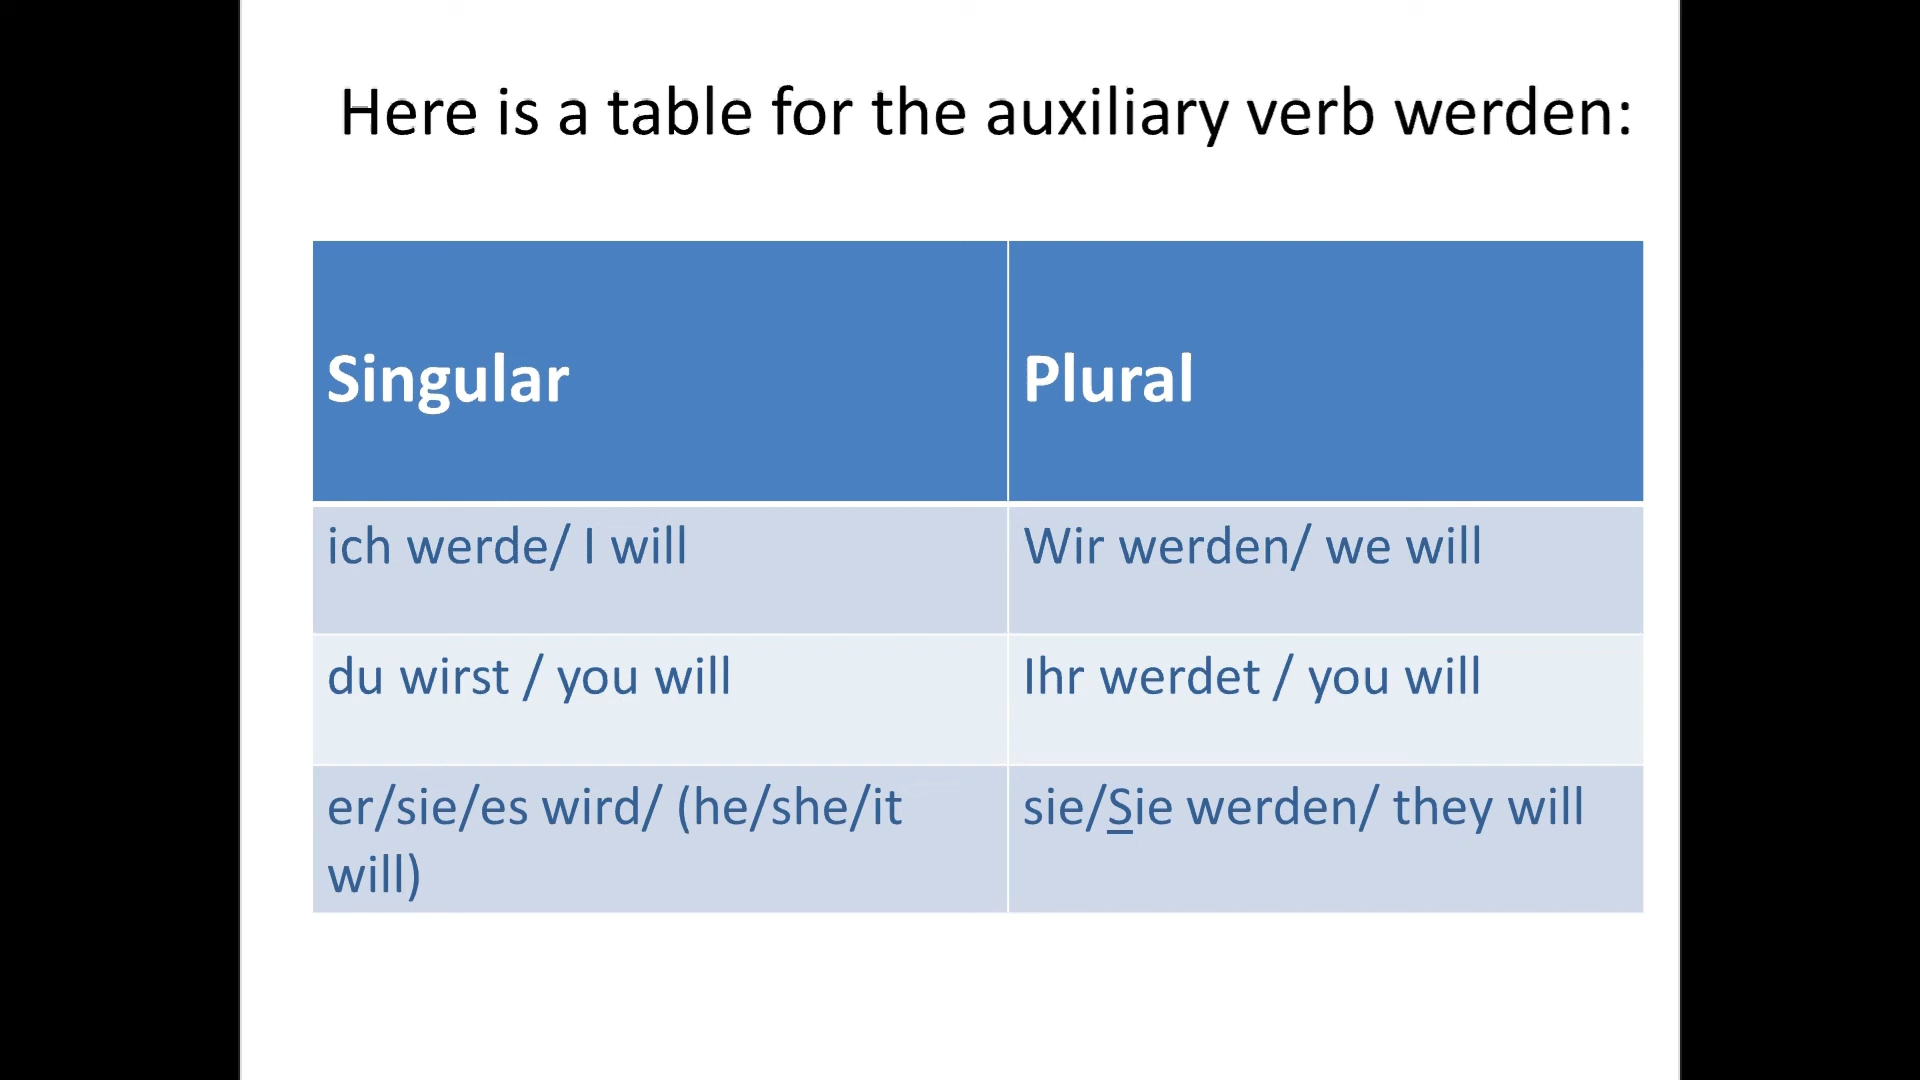 Here is a table for the auxiliary verb werden:
Singular
Plural
ich werde/ I will
Wir werden/ we will
du wirst / you will
Ihr werdet / you will
er/sie/es wird/ (he/she/it
will)
sie/Sie werden/ they will